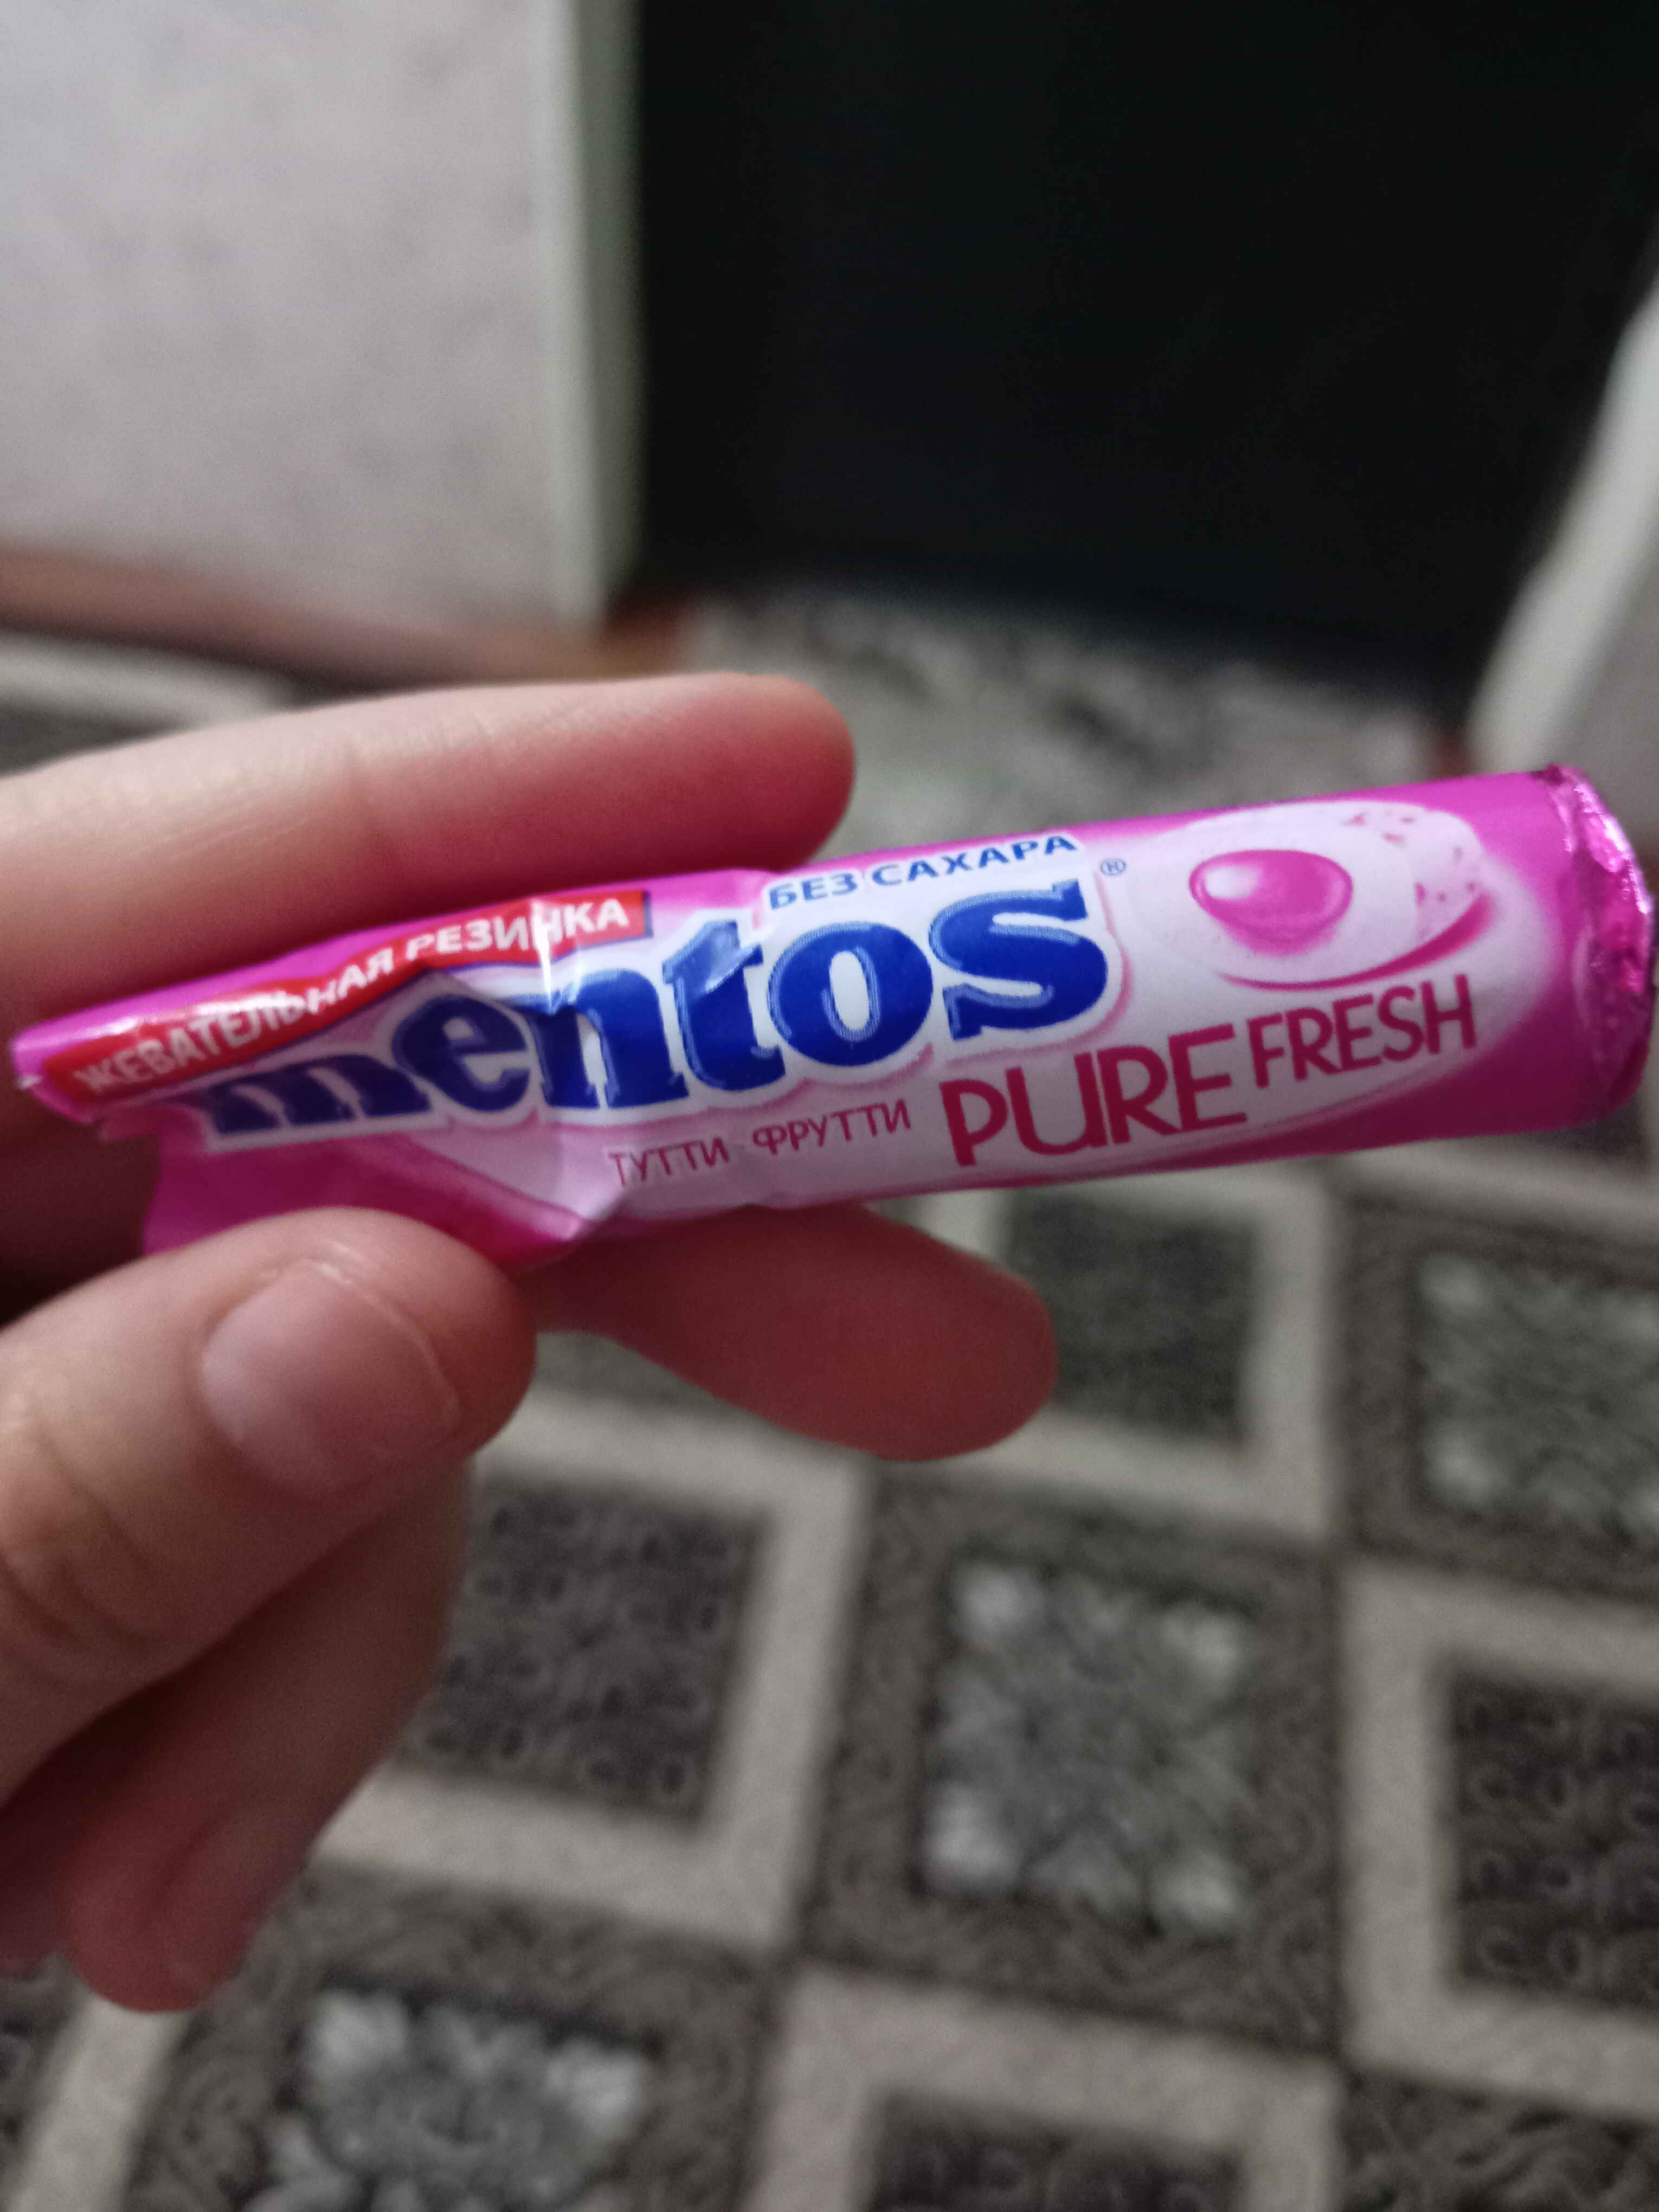 ЖЕВАТЕЛЬНАЯ РЕЗИНКА
БЕЗ САХАРА
mentos®
ТУТТИ-ФРУТТИ
PURE FRESH